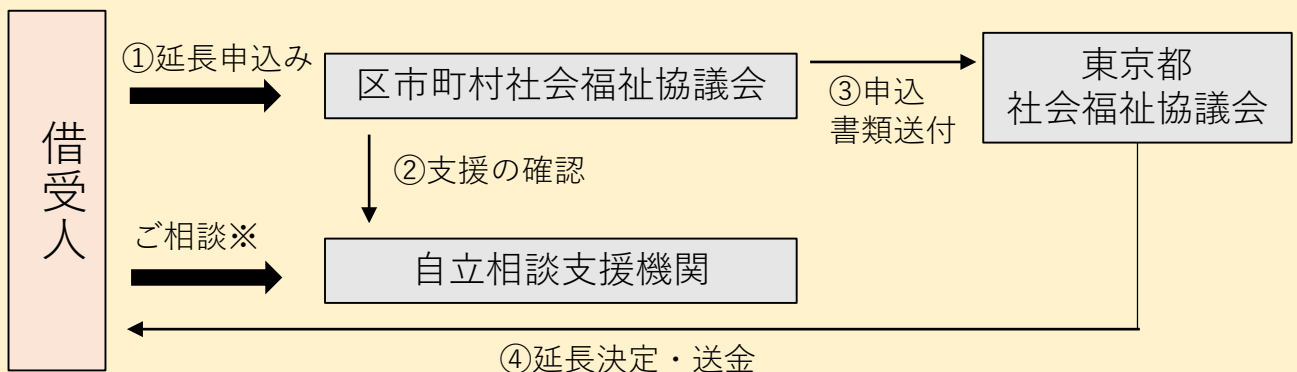 借受人
①延長申込み
区市町村社会福祉協議会
③申込
書類送付
東京都
社会福祉協議会
②支援の確認
ご相談※
自立相談支援機関
④延長決定・送金